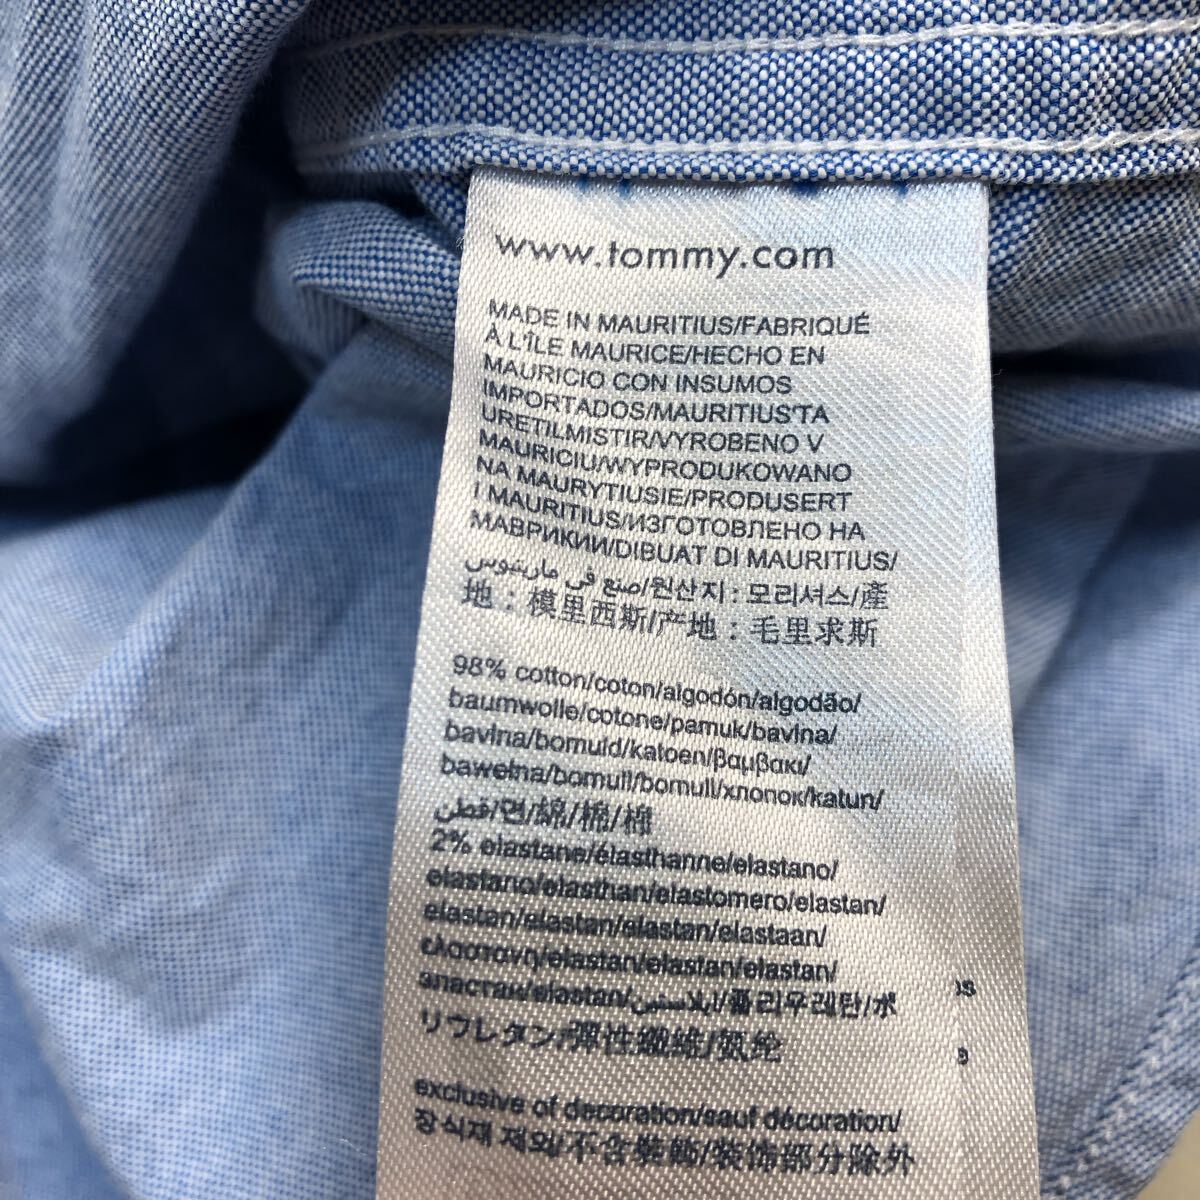 www.tommy.com
MADE IN MAURITIUS/FABRIQUÉ
À L'ÎLE MAURICE/HECHO EN
MAURICIO CON INSUMOS
IMPORTADOS/MAURITIUS'TA
URETILMISTIR/VYROBENO V
MAURICIU/WYPRODUKOWANO
NA MAURYTIUSIE/PRODUSERT
I MAURITIUS/ИЗГОТОВЛЕНО НА
МАВРИКИИ/DIBUAT DI MAURITIUS/
صنع في ماريشوس/원산지 : 모리셔스/產
地 : 模里西斯/产地 : 毛里求斯
98% cotton/coton/algodón/algodão/
baumwolle/cotone/pamuk/bavlna/
bavlna/bomuld/katoen/βαμβακι/
bawełna/bomull/bomull/хлопок/katun/
قطن/면/綿/棉/棉
2% elastane/élasthanne/elastano/
elastano/elasthan/elastomero/elastan/
elastan/elastan/elastan/elastaan/
ελαστανη/elastan/elastan/elastan/
эластан/elastan/إيلاستين/폴리우레탄/ポ
リウレタン/彈性纖維/氨纶
exclusive of decoration/sauf décoration/
장식재 제외/不含裝飾/装饰部分除外